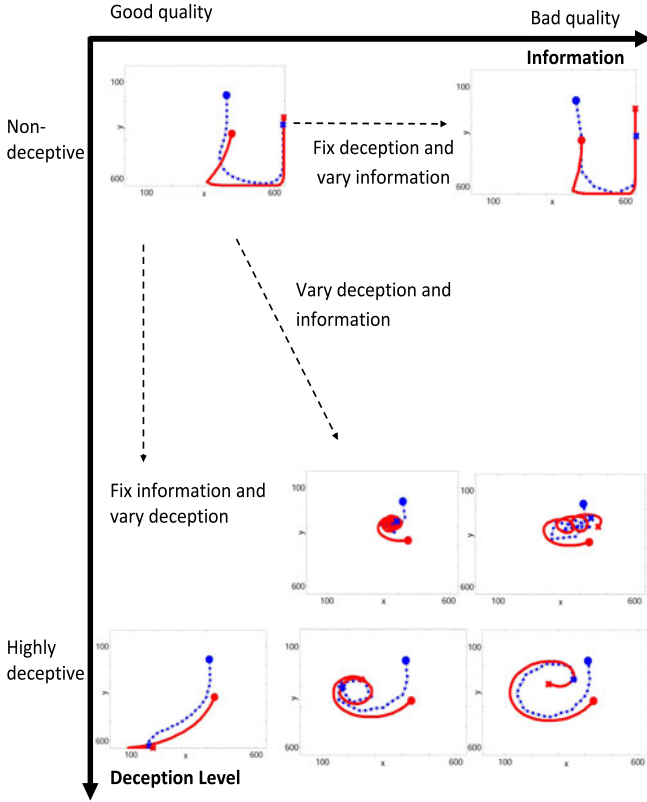 Good quality
Bad quality
Information
Non-
deceptive
100
y
600
100
x
600
Fix deception and
vary information
100
y
600
100
x
600
Vary deception and
information
Fix information and
vary deception
100
y
600
100
x
600
100
y
600
100
x
600
Highly
deceptive
100
y
600
100
x
600
100
y
600
100
x
600
100
y
600
100
x
600
Deception Level